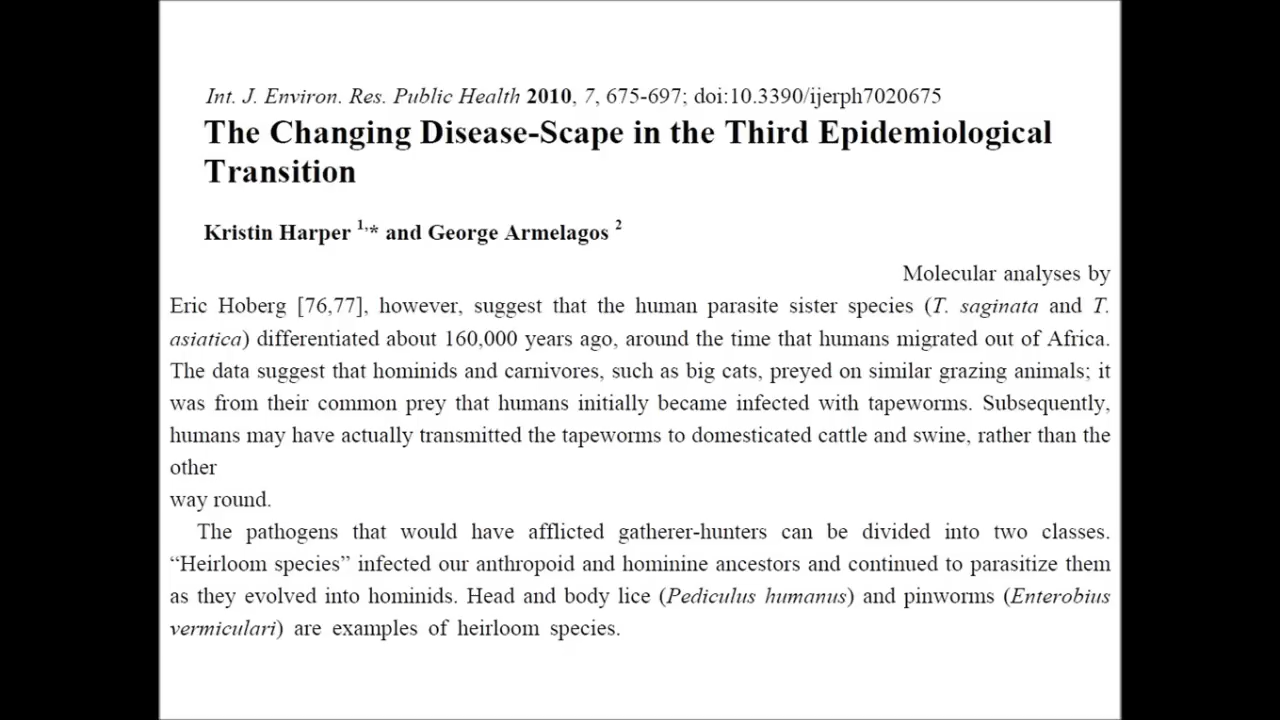 Int. J. Environ. Res. Public Health 2010, 7, 675-697; doi:10.3390/ijerph7020675
The Changing Disease-Scape in the Third Epidemiological
Transition
Kristin Harper 1,* and George Armelagos 2
Molecular analyses by
Eric Hoberg [76,77], however, suggest that the human parasite sister species (T. saginata and T.
asiatica) differentiated about 160,000 years ago, around the time that humans migrated out of Africa.
The data suggest that hominids and carnivores, such as big cats, preyed on similar grazing animals; it
was from their common prey that humans initially became infected with tapeworms. Subsequently,
humans may have actually transmitted the tapeworms to domesticated cattle and swine, rather than the
other
way round.
The pathogens that would have afflicted gatherer-hunters can be divided into two classes.
“Heirloom species” infected our anthropoid and hominine ancestors and continued to parasitize them
as they evolved into hominids. Head and body lice (Pediculus humanus) and pinworms (Enterobius
vermiculari) are examples of heirloom species.